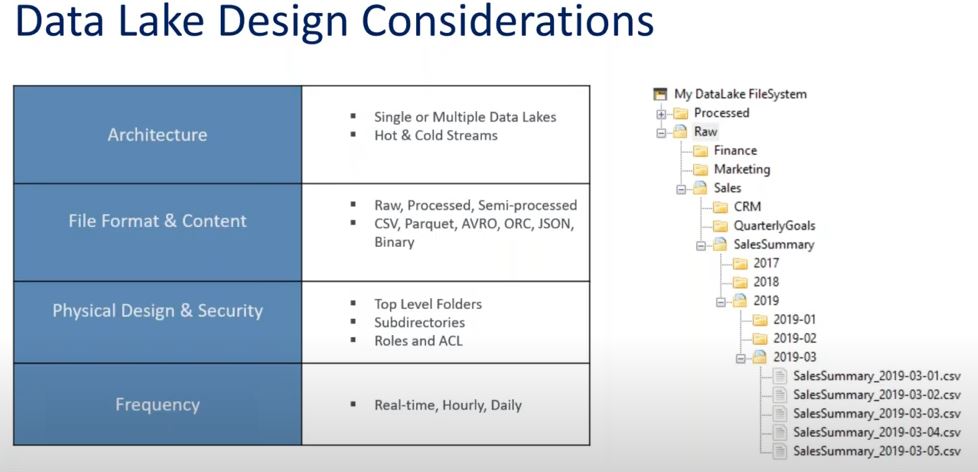 Data Lake Design Considerations
Architecture
Single or Multiple Data Lakes
Hot & Cold Streams
File Format & Content
Raw, Processed, Semi-processed
CSV, Parquet, AVRO, ORC, JSON,
Binary
Physical Design & Security
Top Level Folders
Subdirectories
Roles and ACL
Frequency
Real-time, Hourly, Daily
My DataLake FileSystem
Processed
Raw
Finance
Marketing
Sales
CRM
QuarterlyGoals
SalesSummary
2017
2018
2019
2019-01
2019-02
2019-03
SalesSummary_2019-03-01.csv
SalesSummary_2019-03-02.csv
SalesSummary_2019-03-03.csv
SalesSummary_2019-03-04.csv
SalesSummary_2019-03-05.csv